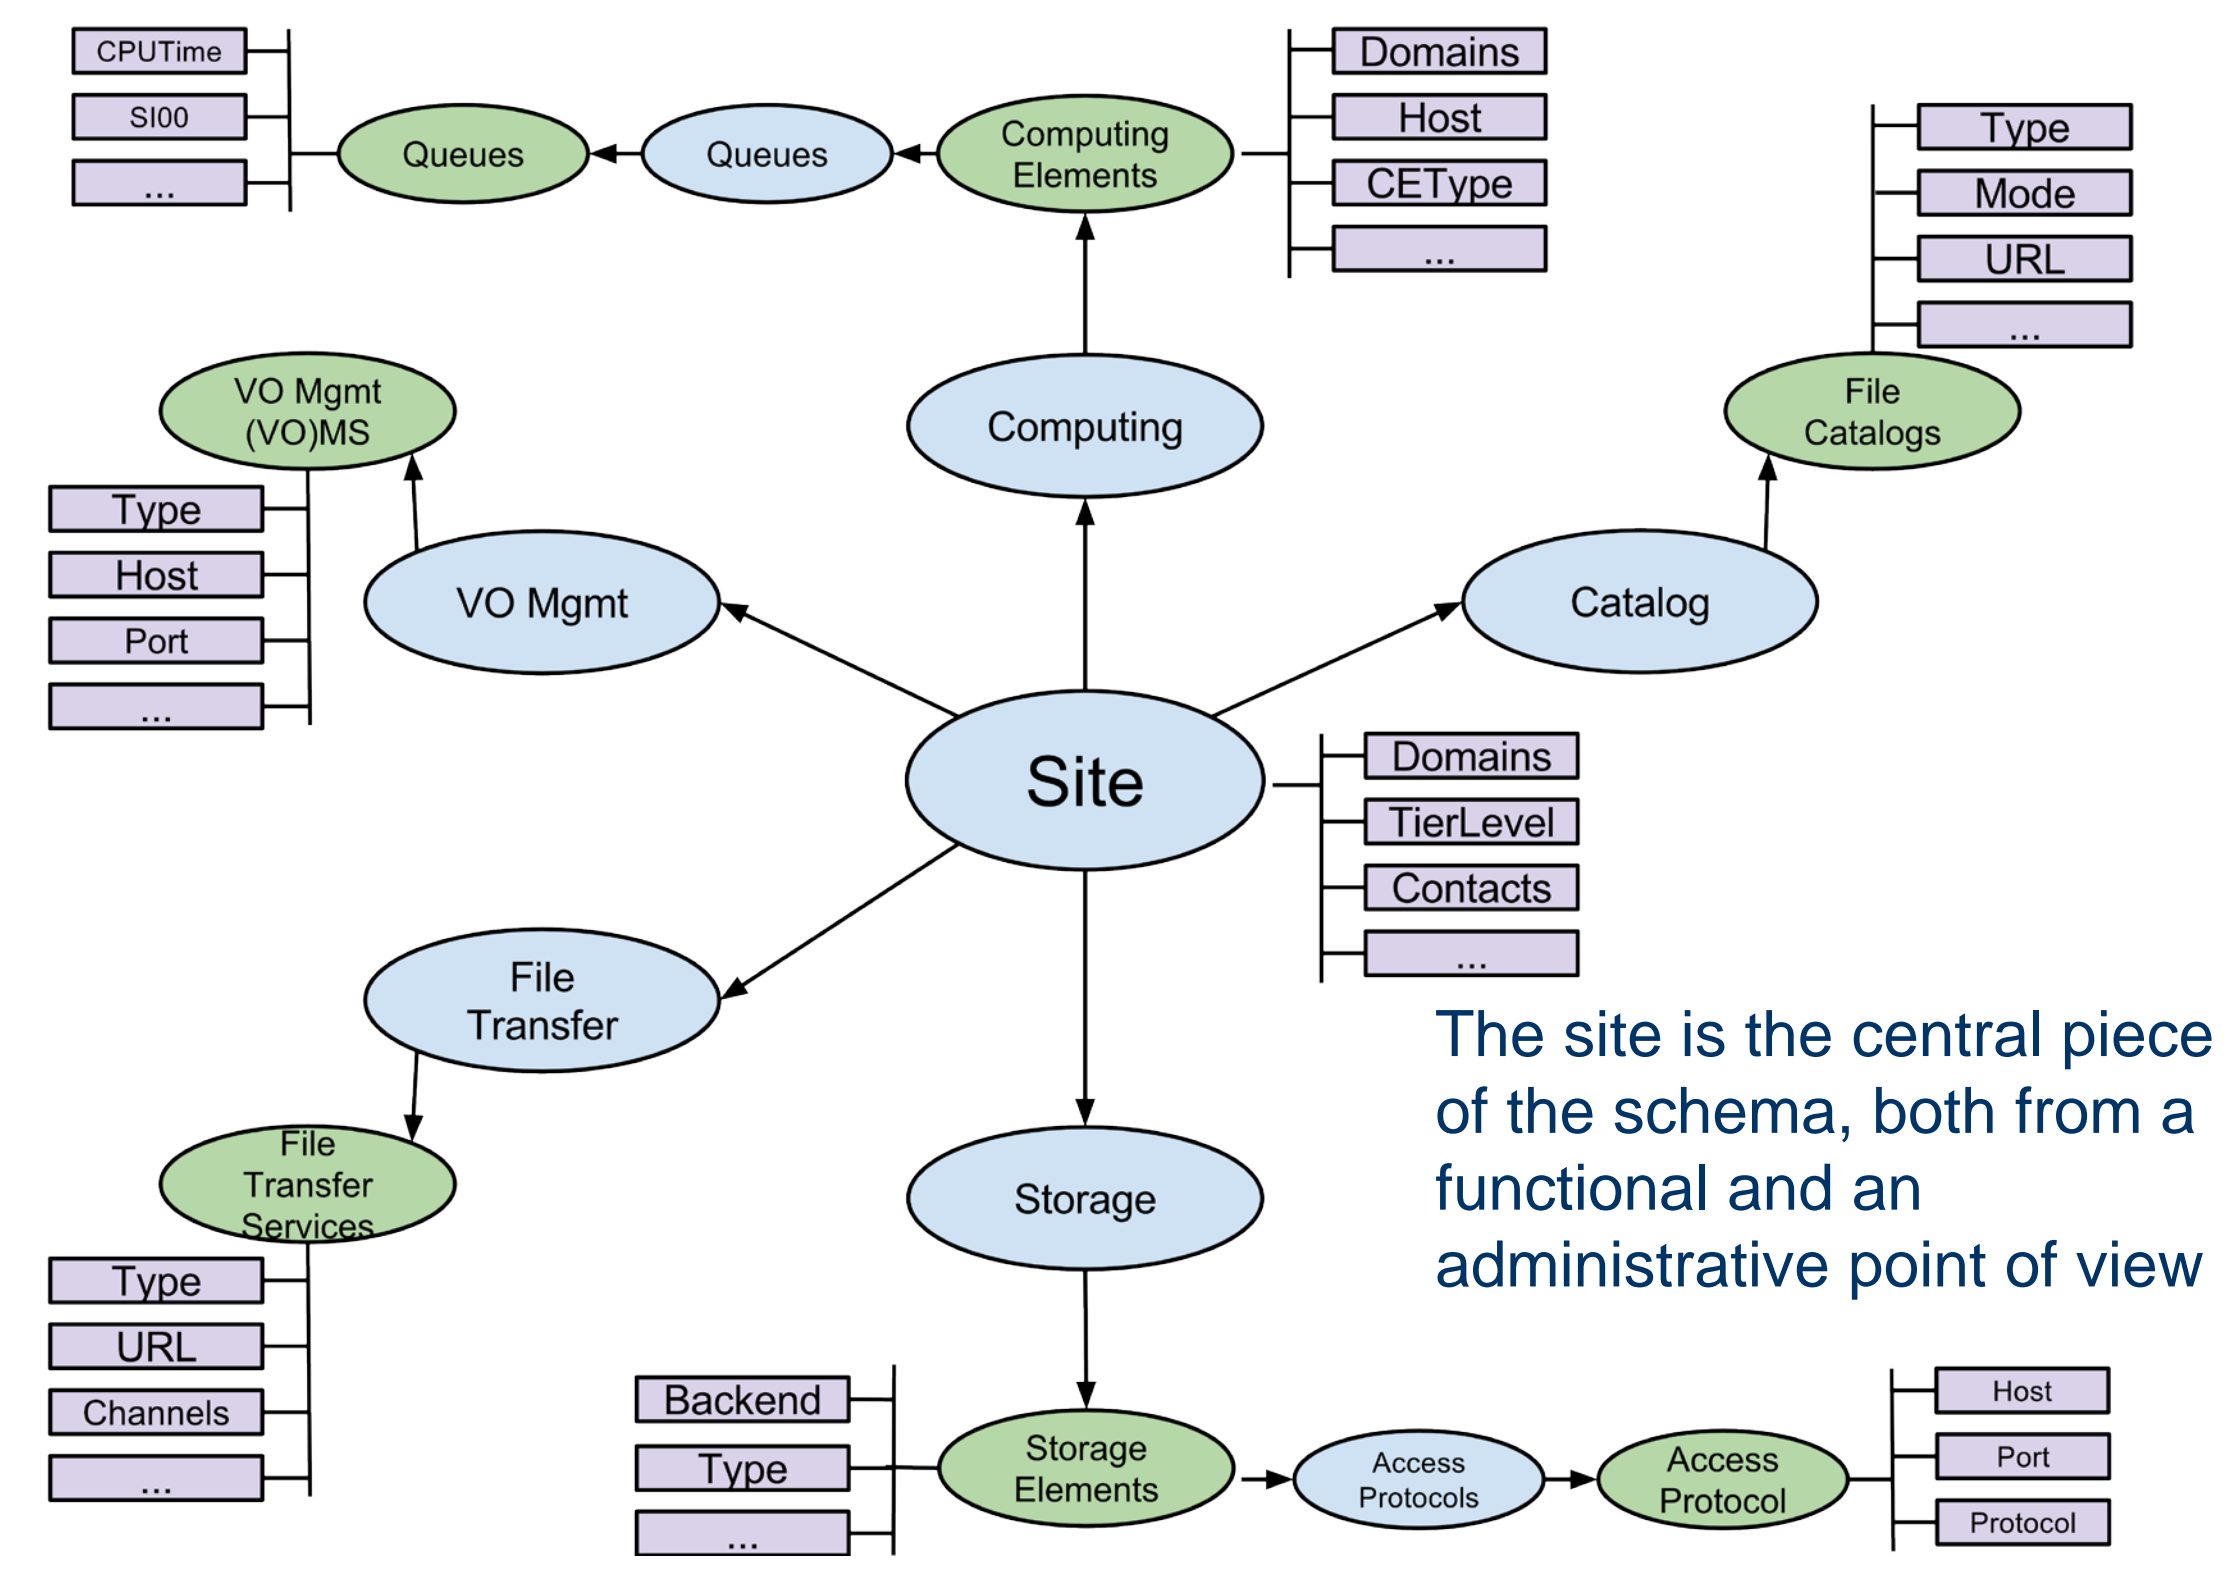 CPUTime
SI00
...
Queues
Queues
Computing
Elements
Domains
Host
CEType
...
Type
Mode
URL
...
File
Catalogs
VO Mgmt
(VO)MS
Type
Host
Port
...
Computing
VO Mgmt
Catalog
Site
Domains
TierLevel
Contacts
...
File
Transfer
File
Transfer
Services
Type
URL
Channels
...
Storage
The site is the central piece
of the schema, both from a
functional and an
administrative point of view
Backend
Type
...
Storage
Elements
Access
Protocols
Access
Protocol
Host
Port
Protocol